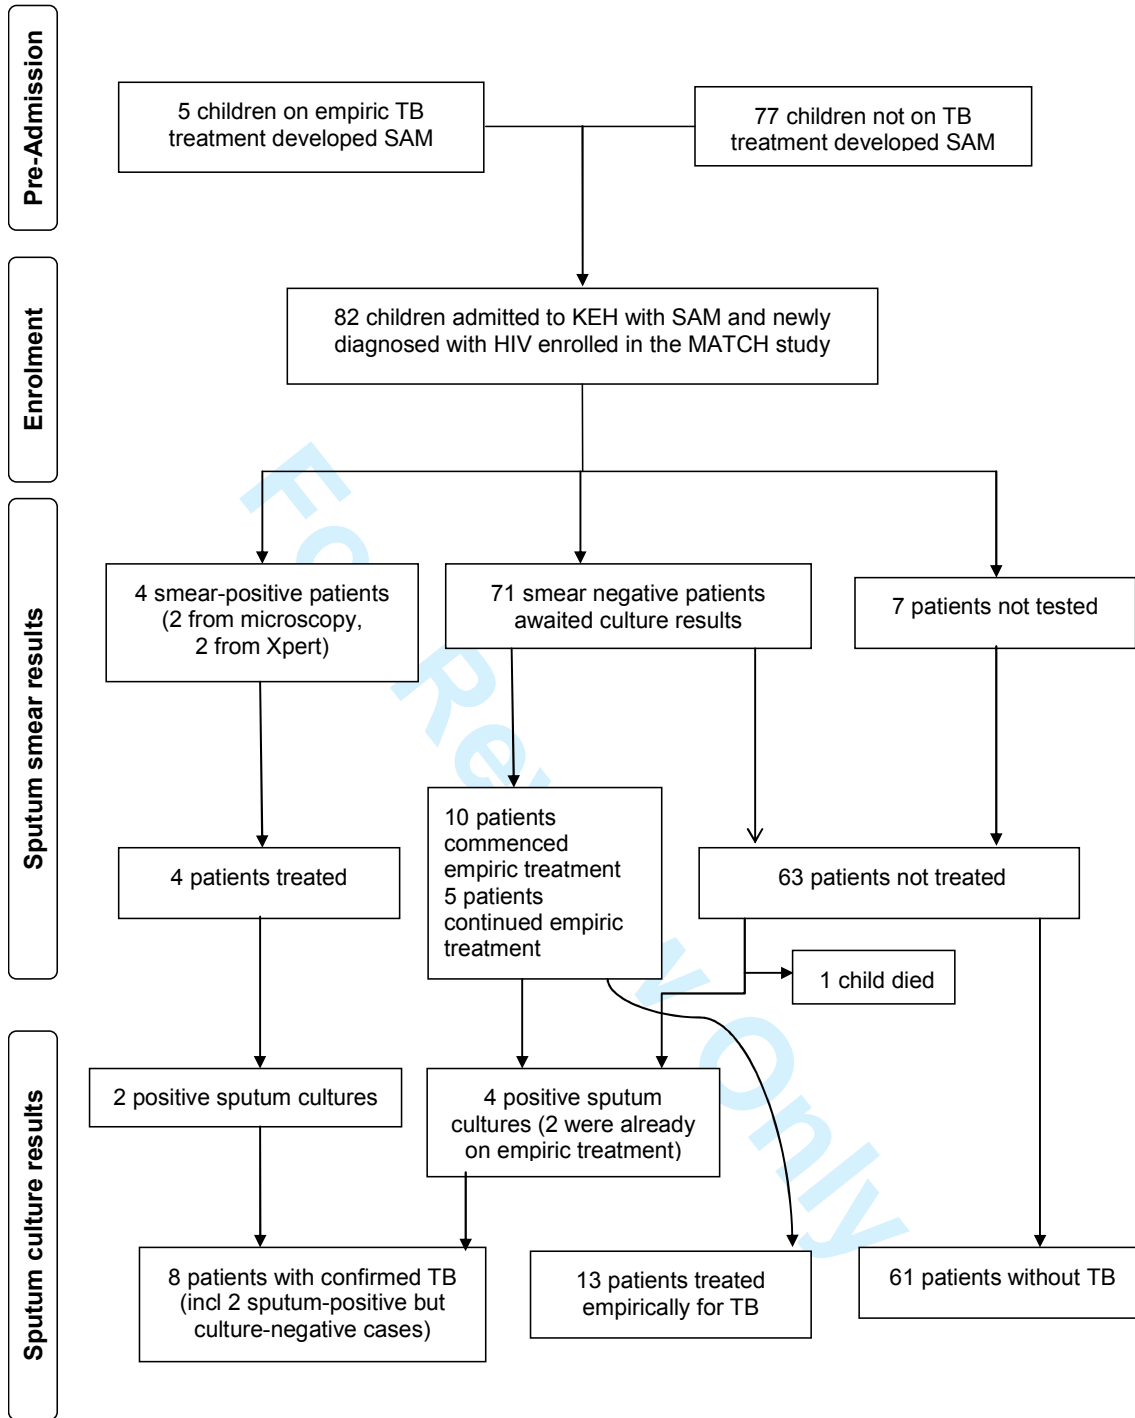 Pre-Admission
5 children on empiric TB
treatment developed SAM
77 children not on TB
treatment developed SAM
Enrolment
82 children admitted to KEH with SAM and newly
diagnosed with HIV enrolled in the MATCH study
Sputum smear results
4 smear-positive patients
(2 from microscopy,
2 from Xpert)
71 smear negative patients
awaited culture results
7 patients not tested
4 patients treated
10 patients
commenced
empiric treatment
5 patients
continued empiric
treatment
63 patients not treated
1 child died
Sputum culture results
2 positive sputum cultures
4 positive sputum
cultures (2 were already
on empiric treatment)
8 patients with confirmed TB
(incl 2 sputum-positive but
culture-negative cases)
13 patients treated
empirically for TB
61 patients without TB
For Review Only